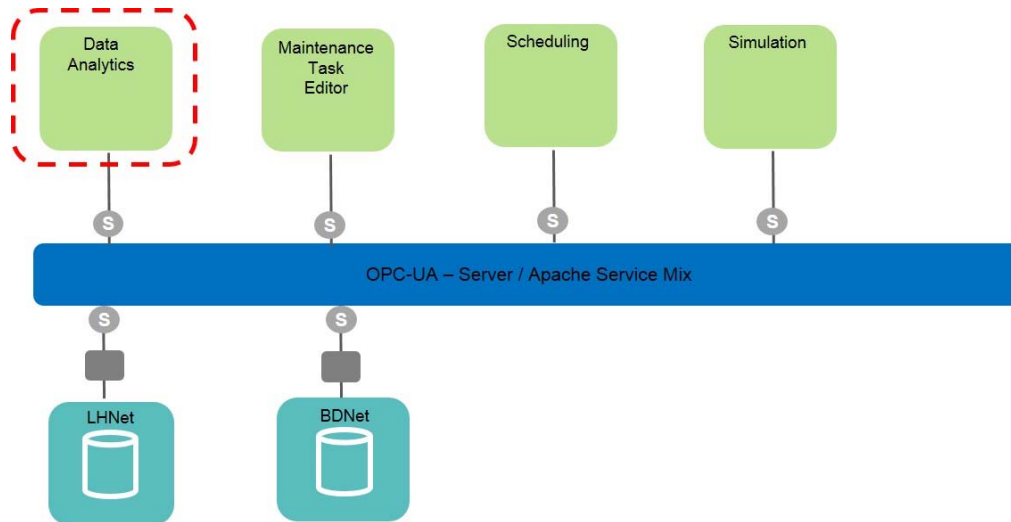 Data
Analytics
Maintenance
Task
Editor
Scheduling
Simulation
S
S
S
S
OPC-UA – Server / Apache Service Mix
S
S
LHNet
BDNet